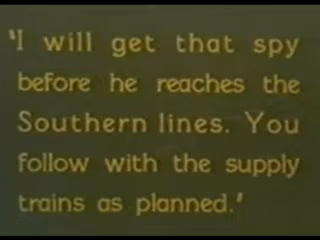 'I will get that spy
before he reaches the
Southern lines. You
follow with the supply
trains as planned.'